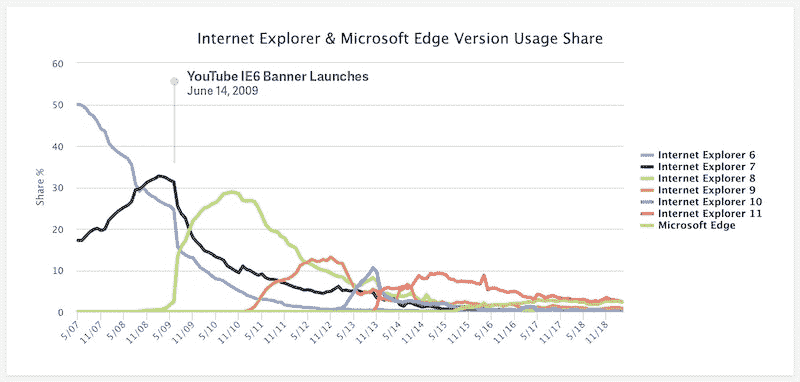 Internet Explorer & Microsoft Edge Version Usage Share
60
YouTube IE6 Banner Launches
June 14, 2009
50
40
30
20
10
0
Share %
5/07
11/07
5/08
11/08
5/09
11/09
5/10
11/10
5/11
11/11
5/12
11/12
5/13
11/13
5/14
11/14
5/15
11/15
5/16
11/16
5/17
11/17
5/18
11/18
Internet Explorer 6
Internet Explorer 7
Internet Explorer 8
Internet Explorer 9
Internet Explorer 10
Internet Explorer 11
Microsoft Edge